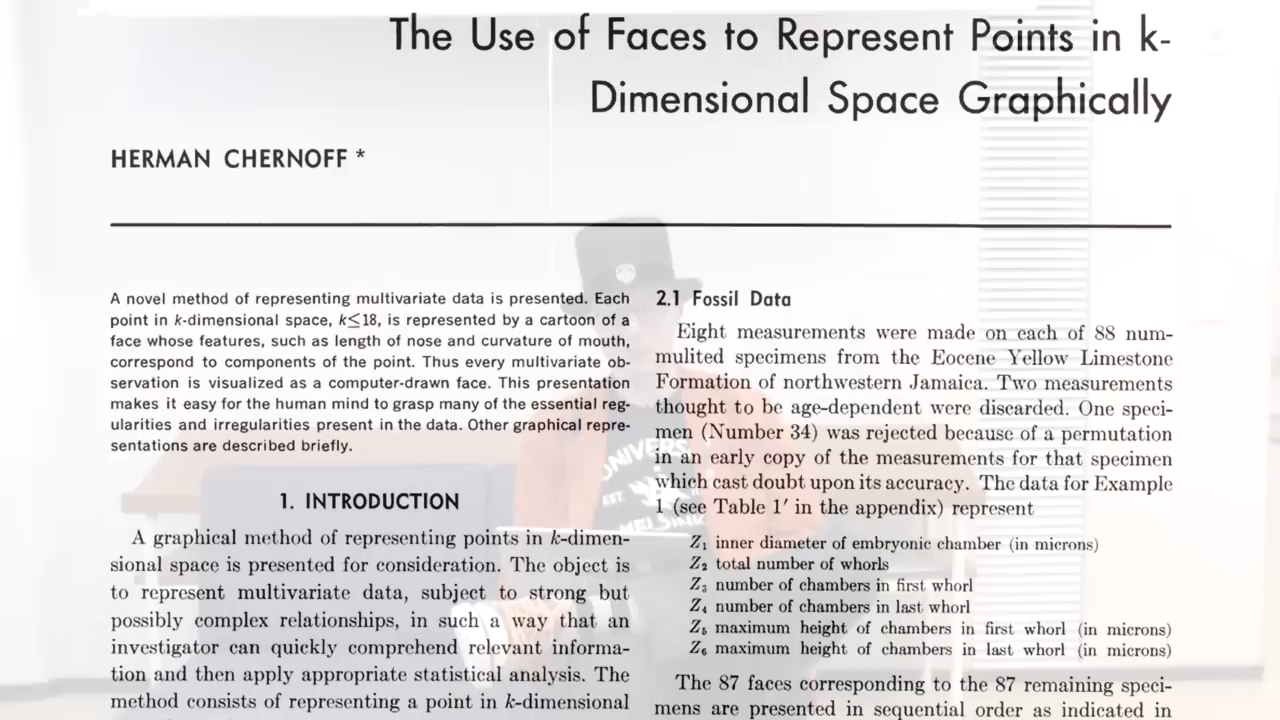 The Use of Faces to Represent Points in k-
Dimensional Space Graphically
HERMAN CHERNOFF *
A novel method of representing multivariate data is presented. Each
point in k-dimensional space, k≤18, is represented by a cartoon of a
face whose features, such as length of nose and curvature of mouth,
correspond to components of the point. Thus every multivariate ob-
servation is visualized as a computer-drawn face. This presentation
makes it easy for the human mind to grasp many of the essential reg-
ularities and irregularities present in the data. Other graphical repre-
sentations are described briefly.
1. INTRODUCTION
A graphical method of representing points in k-dimen-
sional space is presented for consideration. The object is
to represent multivariate data, subject to strong but
possibly complex relationships, in such a way that an
investigator can quickly comprehend relevant informa-
tion and then apply appropriate statistical analysis. The
method consists of representing a point in k-dimensional
2.1 Fossil Data
Eight measurements were made on each of 88 num-
mulited specimens from the Eocene Yellow Limestone
Formation of northwestern Jamaica. Two measurements
thought to be age-dependent were discarded. One speci-
men (Number 34) was rejected because of a permutation
in an early copy of the measurements for that specimen
which cast doubt upon its accuracy. The data for Example
1 (see Table 1′ in the appendix) represent
Z₁ inner diameter of embryonic chamber (in microns)
Z₂ total number of whorls
Z₃ number of chambers in first whorl
Z₄ number of chambers in last whorl
Z₅ maximum height of chambers in first whorl (in microns)
Z₆ maximum height of chambers in last whorl (in microns)
The 87 faces corresponding to the 87 remaining speci-
mens are presented in sequential order as indicated in
UNIVERS
EST.
HELSIN